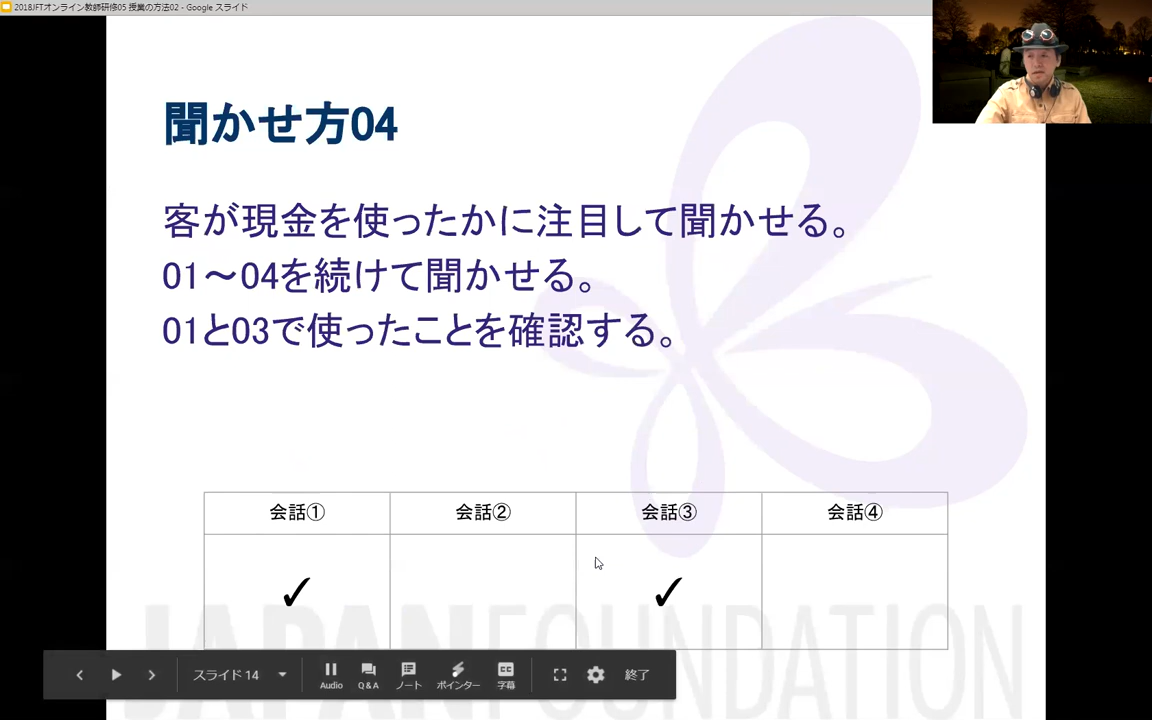 2018JFTオンライン教師研修05 授業の方法02 - Google スライド
聞かせ方04
客が現金を使ったかに注目して聞かせる。
01～04を続けて聞かせる。
01と03で使ったことを確認する。
会話① 会話② 会話③ 会話④
✓ ✓
JAPANFOUNDATION
スライド 14
Audio Q&A ノート ポインター 字幕 終了